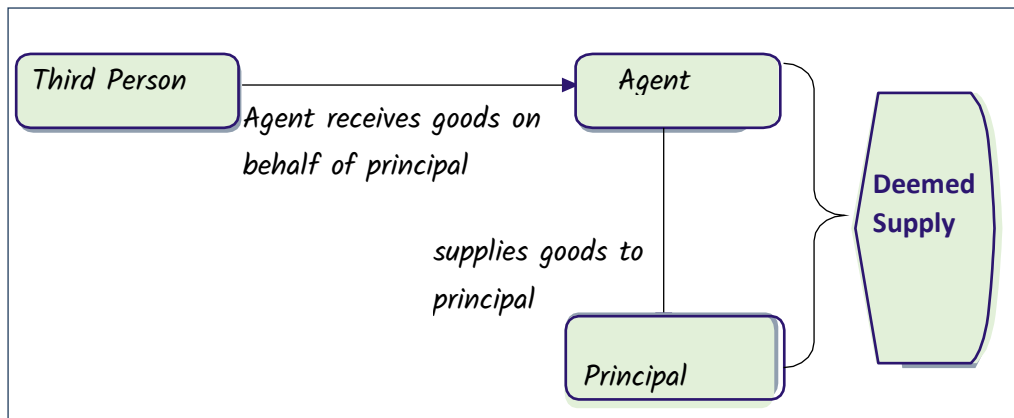 Third Person
Agent
Agent receives goods on
behalf of principal
Deemed
Supply
supplies goods to
principal
Principal